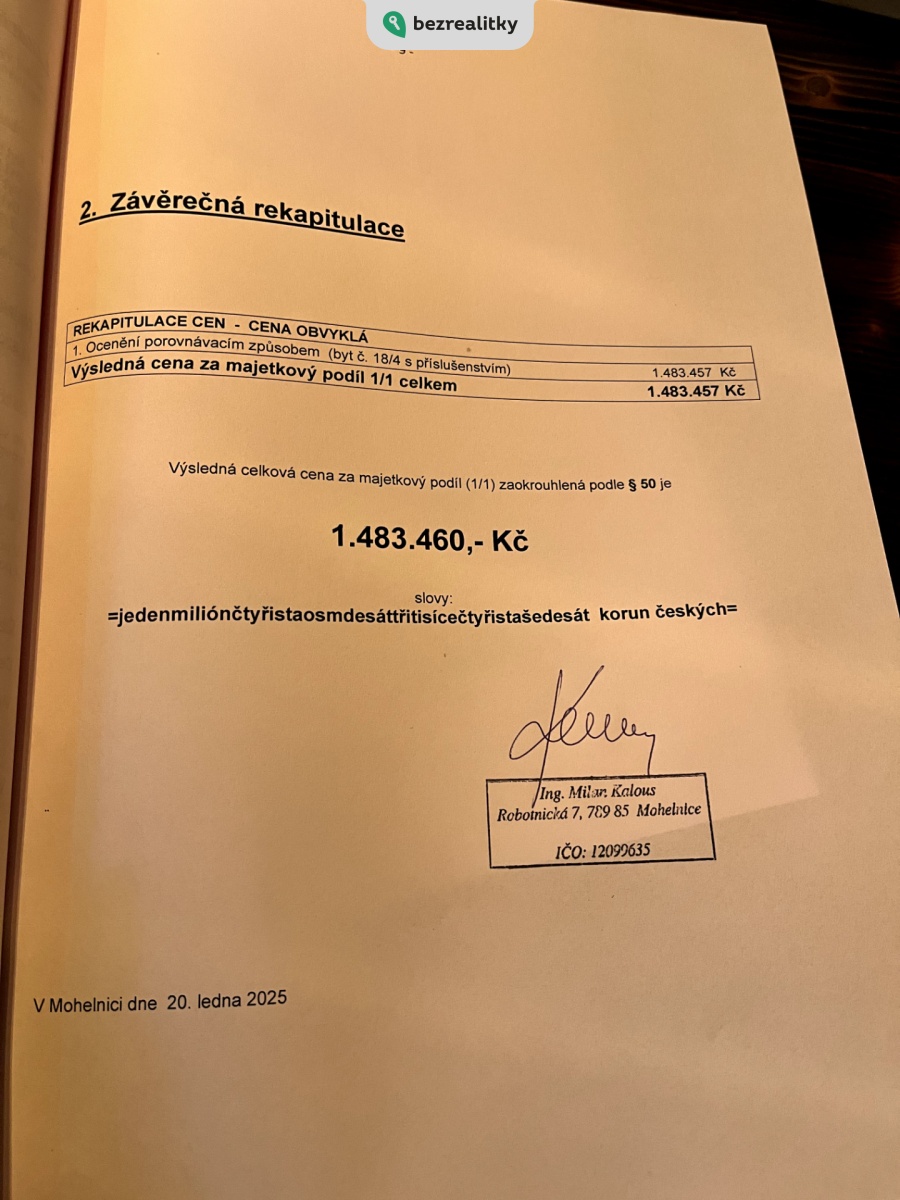 bezrealitky
2. Závěrečná rekapitulace
REKAPITULACE CEN - CENA OBVYKLÁ
1. Ocenění porovnávacím způsobem (byt č. 18/4 s příslušenstvím) 1.483.457 Kč
Výsledná cena za majetkový podíl 1/1 celkem 1.483.457 Kč
Výsledná celková cena za majetkový podíl (1/1) zaokrouhlená podle § 50 je
1.483.460,- Kč
slovy:
=jedenmiliónčtyřistaosmdesáttřitisícečtyřistašedesát korun českých=
Ing. Milan Kalous
Robotnická 7, 789 85 Mohelnice
IČO: 12099635
V Mohelnici dne 20. ledna 2025